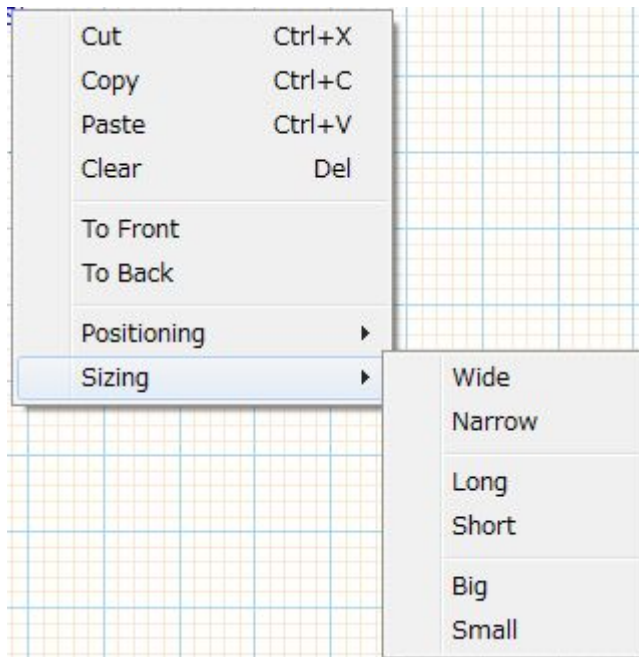 Cut Ctrl+X
Copy Ctrl+C
Paste Ctrl+V
Clear Del
To Front
To Back
Positioning
Sizing
Wide
Narrow
Long
Short
Big
Small